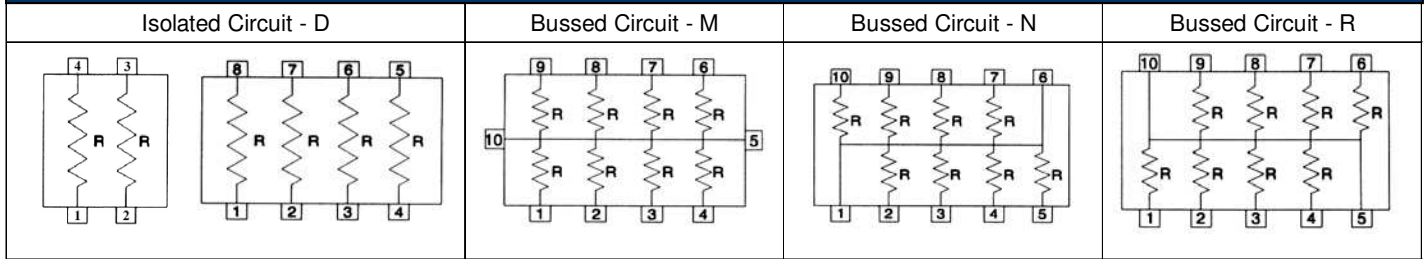 Isolated Circuit - D
Bussed Circuit - M
Bussed Circuit - N
Bussed Circuit - R
4 3
R R
1 2
8 7 6 5
R R R R
1 2 3 4
9 8 7 6
R R R R
10 5
R R R R
1 2 3 4
10 9 8 7 6
R R R R
R R R R
1 2 3 4 5
10 9 8 7 6
R R R R
R R R R
1 2 3 4 5